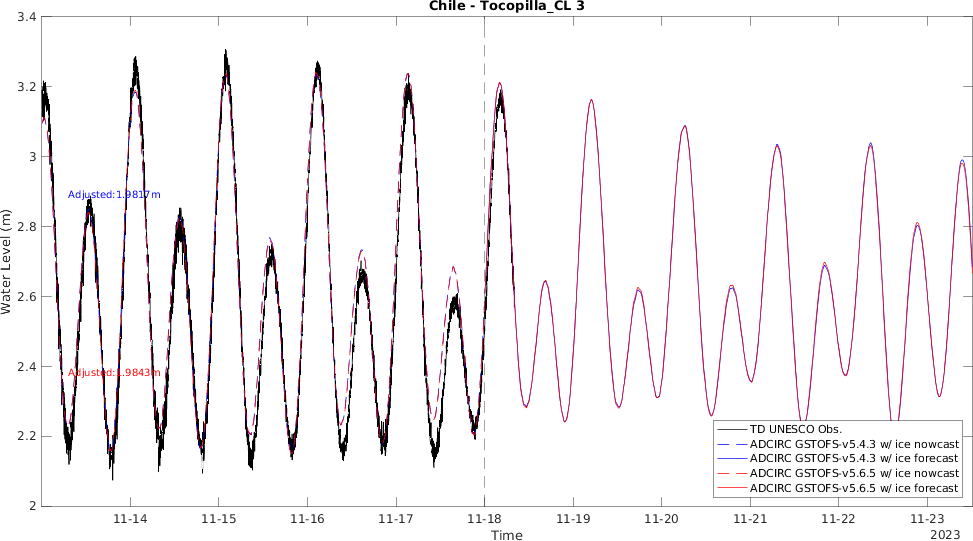 Chile - Tocopilla_CL 3
3.4
3.2
3
2.8
2.6
2.4
2.2
2
Water Level (m)
Adjusted:1.9817m
Adjusted:1.9843m
TD UNESCO Obs.
ADCIRC GSTOFS-v5.4.3 w/ ice nowcast
ADCIRC GSTOFS-v5.4.3 w/ ice forecast
ADCIRC GSTOFS-v5.6.5 w/ ice nowcast
ADCIRC GSTOFS-v5.6.5 w/ ice forecast
11-14 11-15 11-16 11-17 11-18 11-19 11-20 11-21 11-22 11-23
Time
2023